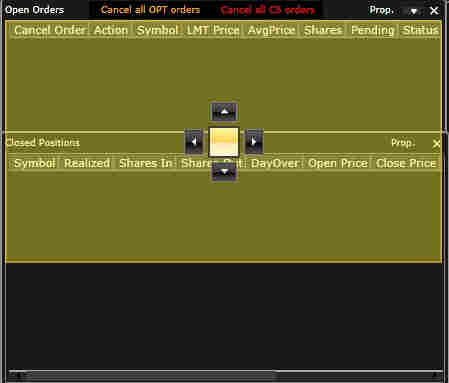 Open Orders Cancel all OPT orders Cancel all CS orders Prop.
Cancel Order Action Symbol LMT Price AvgPrice Shares Pending Status
Closed Positions Prop.
Symbol Realized Shares In Shares Out DayOver Open Price Close Price